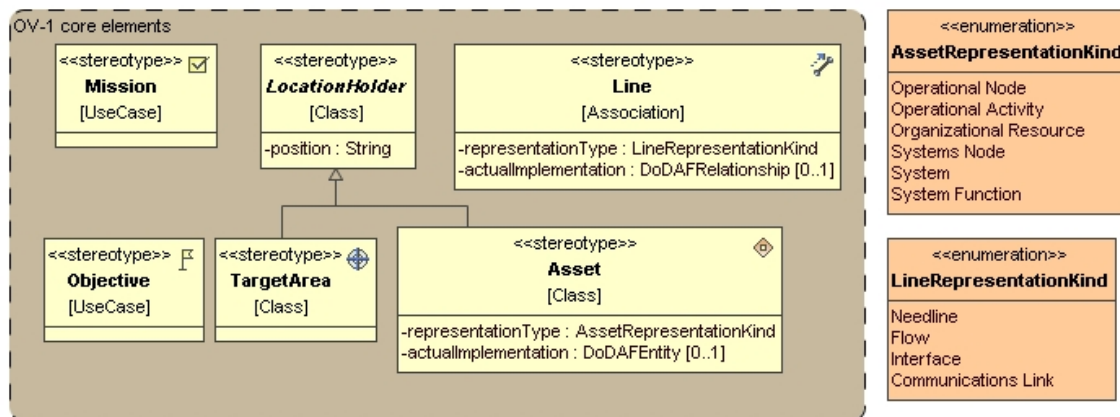 OV-1 core elements
<<stereotype>>
Mission
[UseCase]
<<stereotype>>
LocationHolder
[Class]
-position : String
<<stereotype>>
Line
[Association]
-representationType : LineRepresentationKind
-actualImplementation : DoDAFRelationship [0..1]
<<stereotype>>
Objective
[UseCase]
<<stereotype>>
TargetArea
[Class]
<<stereotype>>
Asset
[Class]
-representationType : AssetRepresentationKind
-actualImplementation : DoDAFEntity [0..1]
<<enumeration>>
AssetRepresentationKind
Operational Node
Operational Activity
Organizational Resource
Systems Node
System
System Function
<<enumeration>>
LineRepresentationKind
Needline
Flow
Interface
Communications Link